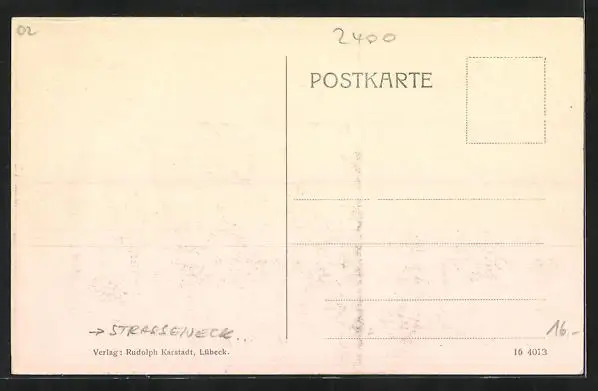 02
2400
POSTKARTE
→ STRASSENECK...
16.-
Verlag: Rudolph Karstadt, Lübeck.
16 4013